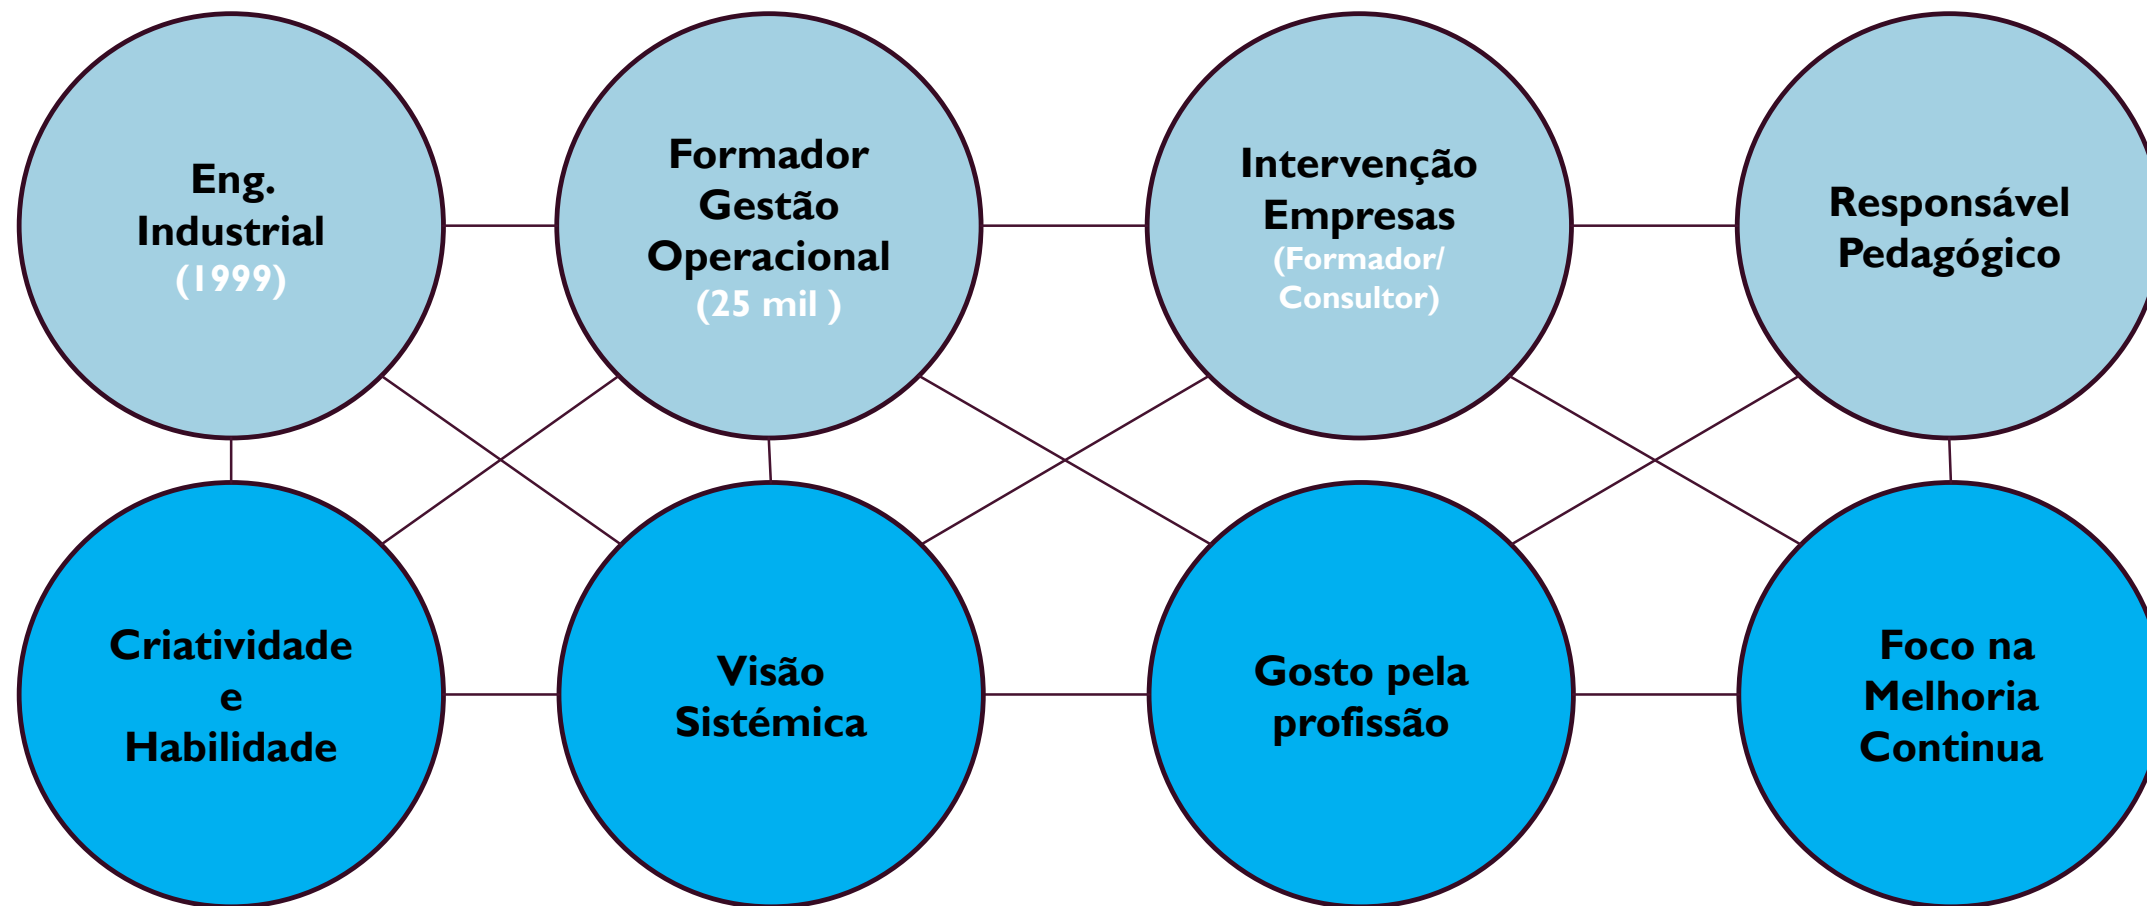 Eng.
Industrial
(1999)
Formador
Gestão
Operacional
(25 mil )
Intervenção
Empresas
(Formador/
Consultor)
Responsável
Pedagógico
Criatividade
e
Habilidade
Visão
Sistémica
Gosto pela
profissão
Foco na
Melhoria
Continua